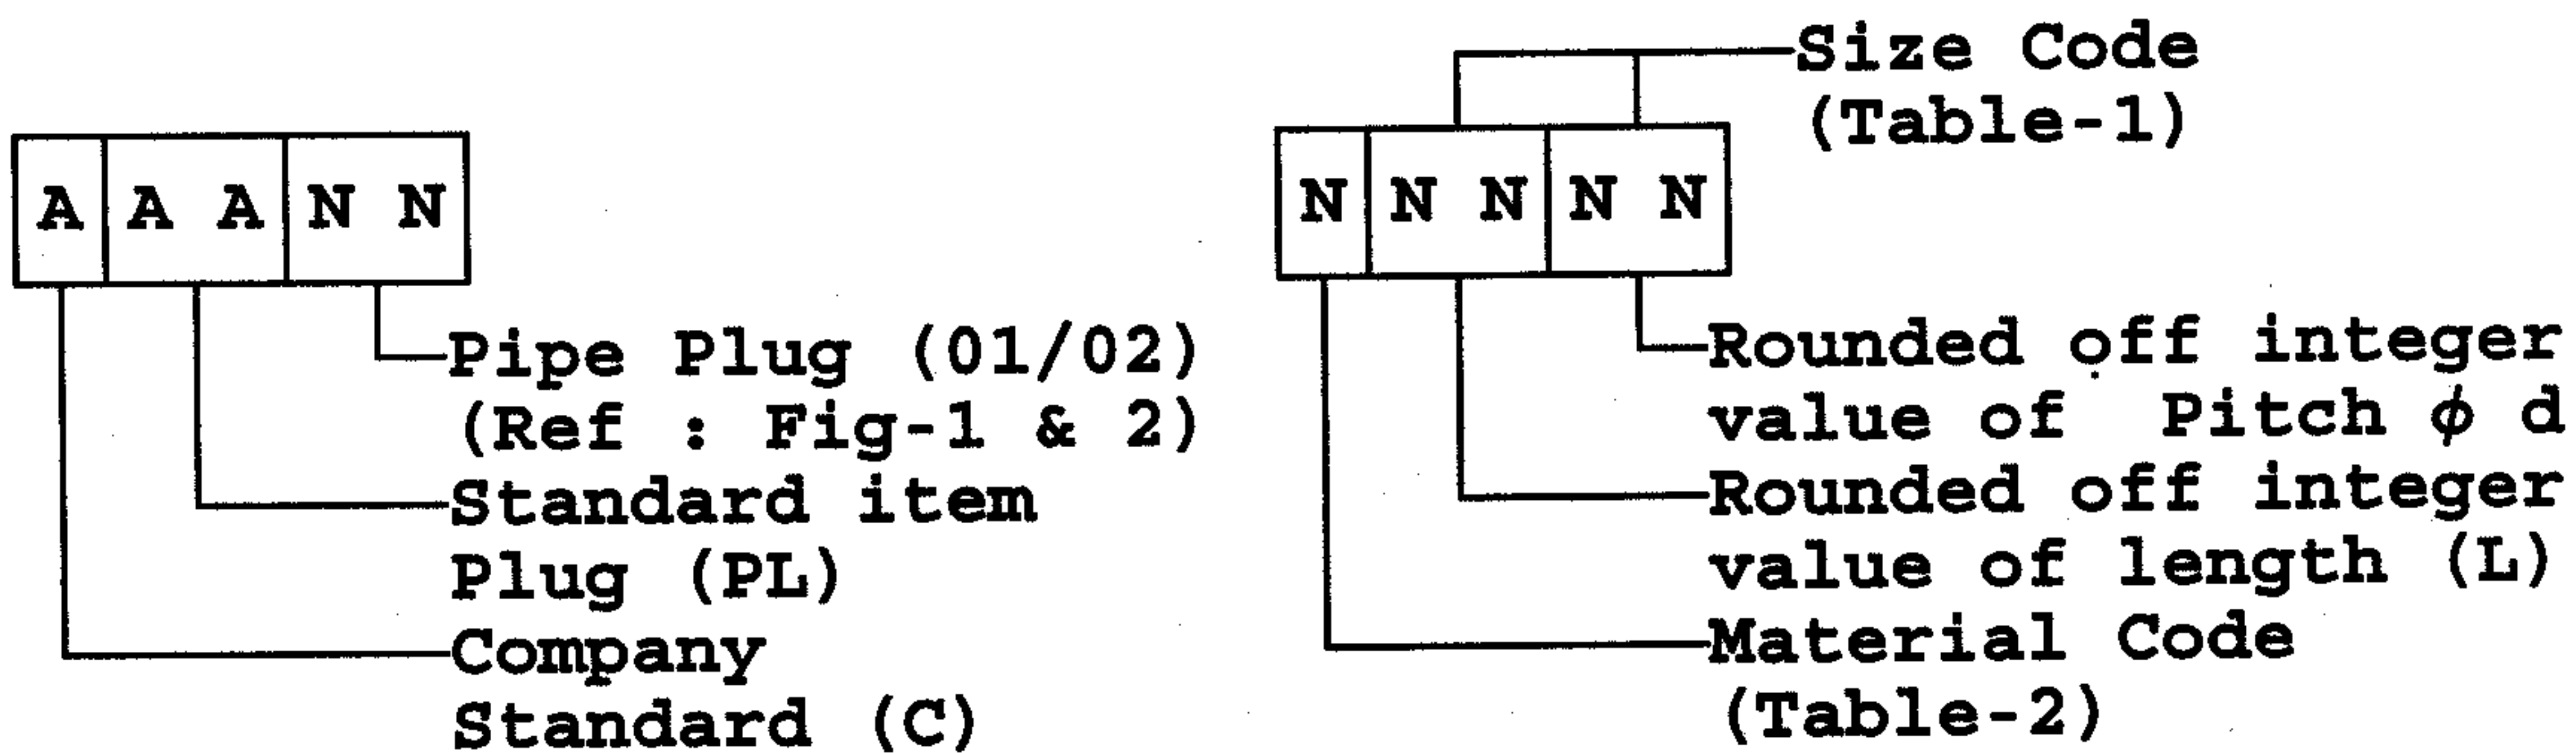 A A A N N
Pipe Plug (01/02)
(Ref : Fig-1 & 2)
Standard item
Plug (PL)
Company
Standard (C)
Size Code
(Table-1)
N N N N N
Rounded off integer
value of Pitch ϕ d
Rounded off integer
value of length (L)
Material Code
(Table-2)